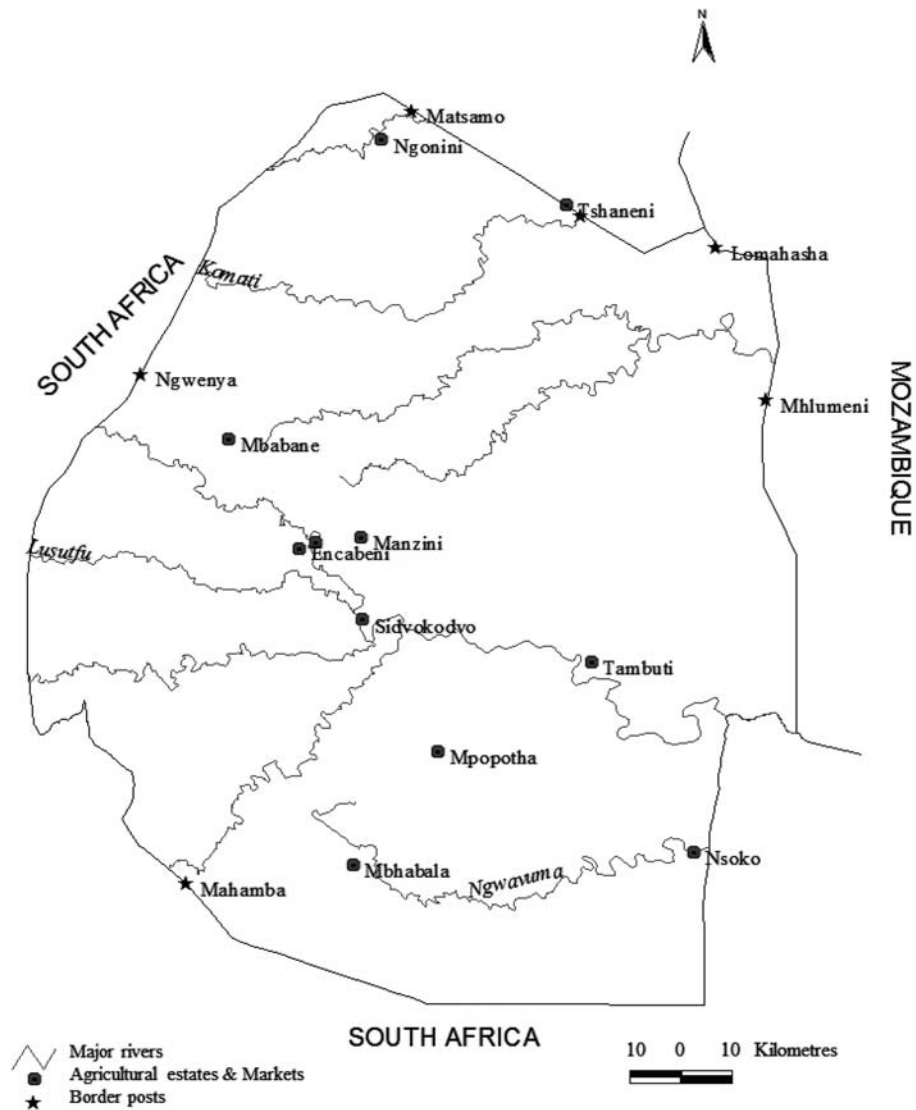 N
Matsamo
Ngonini
Tshaneni
Lomahasha
Komati
SOUTH AFRICA
Ngwenya
MOZAMBIQUE
Mhlumeni
Mbabane
Manzini
Encabeni
Lusutfu
Sidvokodvo
Tambuti
Mpopotha
Nsoko
Mbhabala
Ngwavuma
Mahamba
SOUTH AFRICA
Major rivers
Agricultural estates & Markets
Border posts
10 0 10 Kilometres